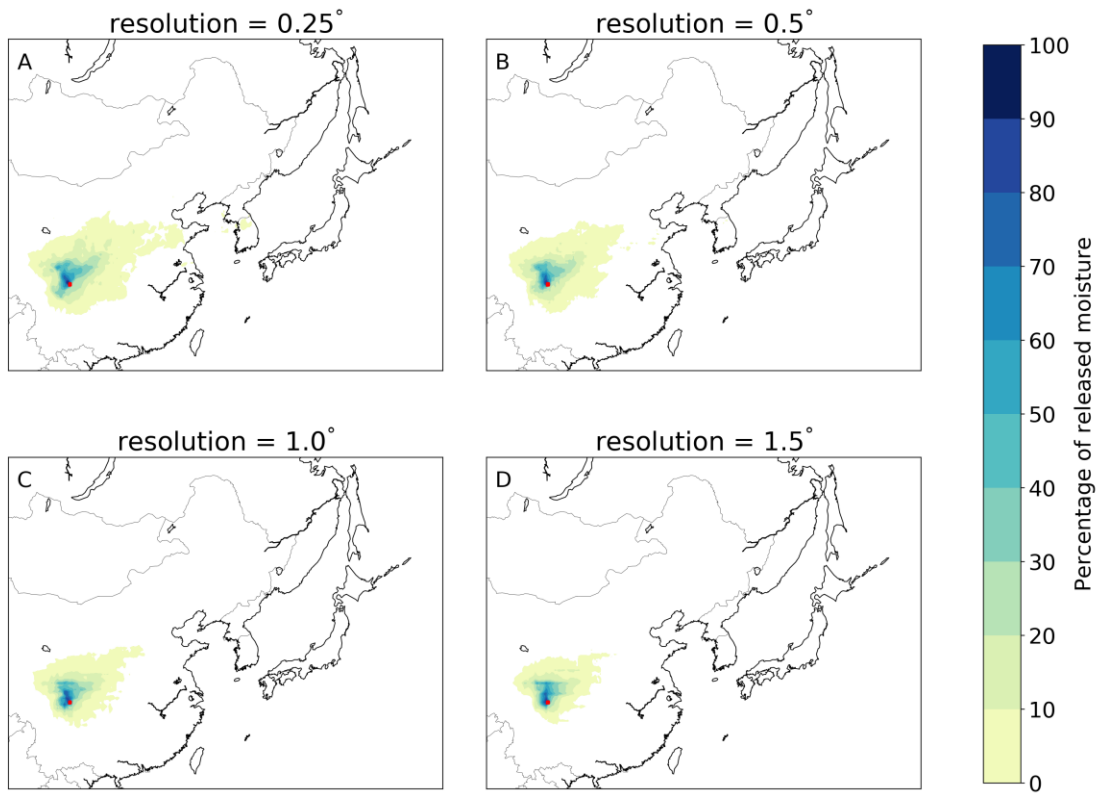 resolution = 0.25°
resolution = 0.5°
A
B
resolution = 1.0°
resolution = 1.5°
C
D
100
90
80
70
60
50
40
30
20
10
0
Percentage of released moisture